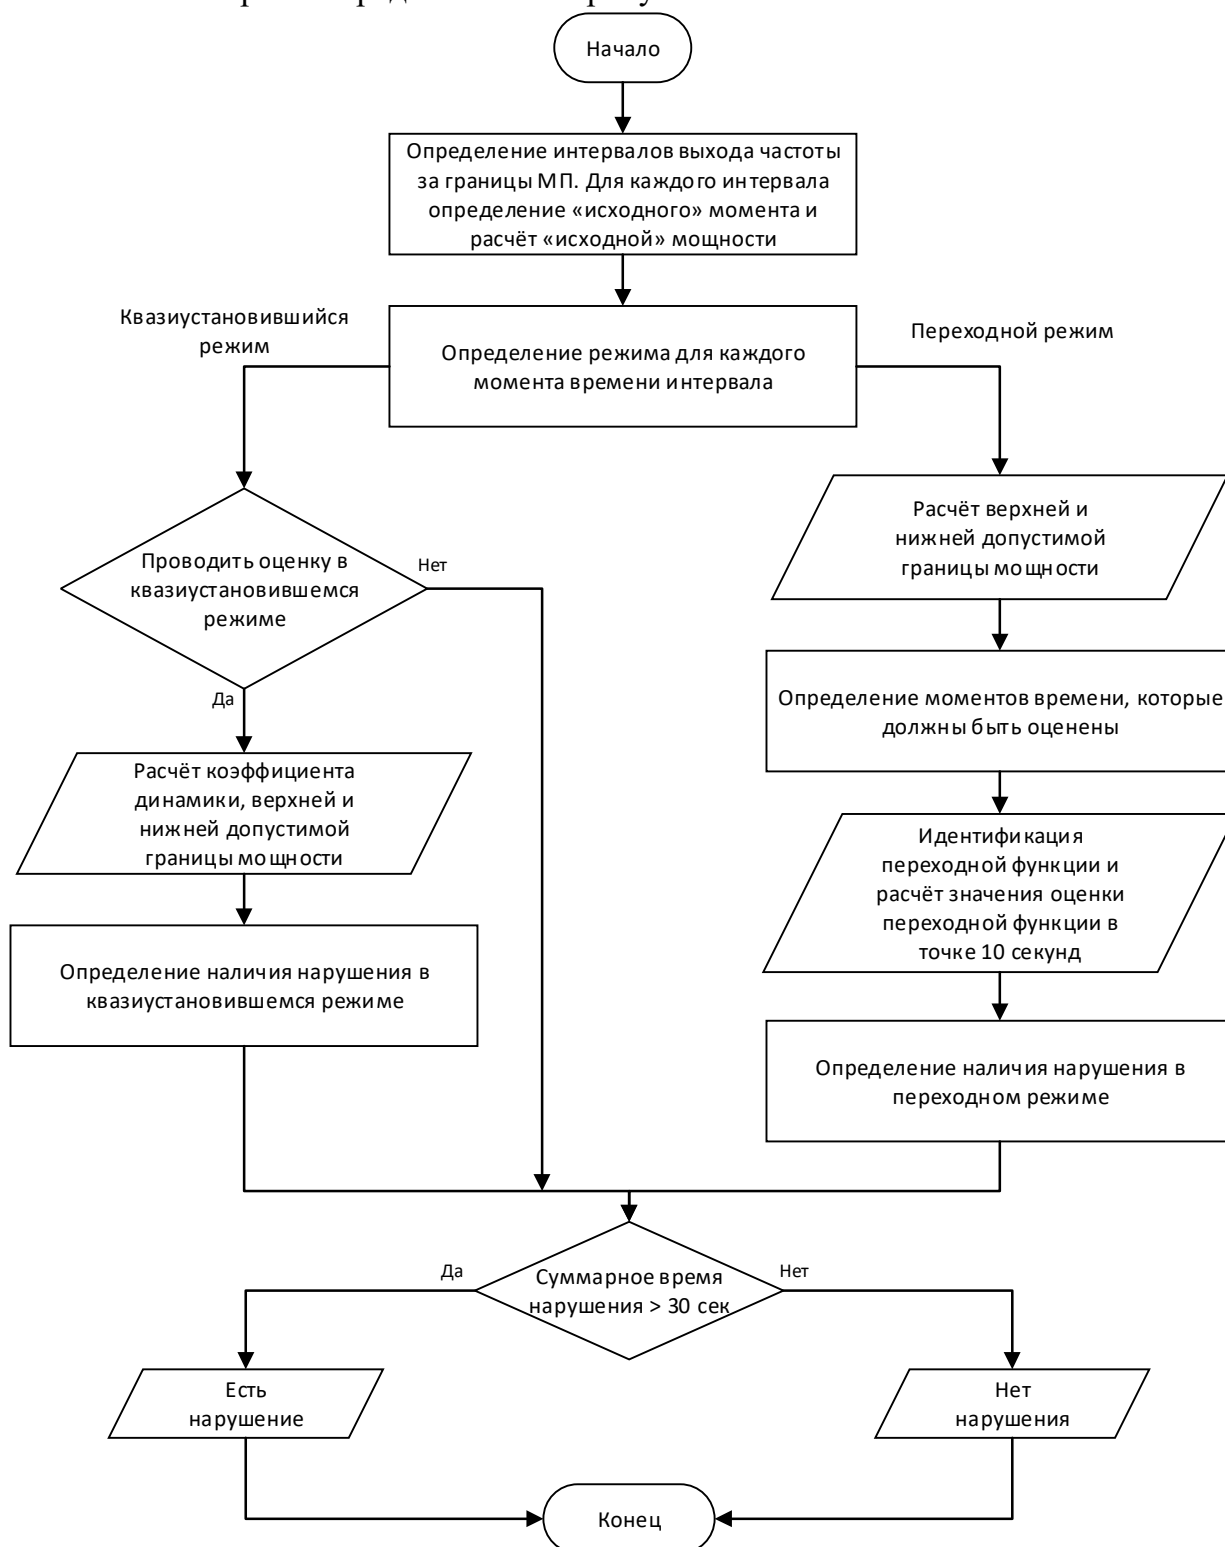 Начало
Определение интервалов выхода частоты
за границы МП. Для каждого интервала
определение «исходного» момента и
расчёт «исходной» мощности
Квазиустановившийся
режим
Определение режима для каждого
момента времени интервала
Переходной режим
Проводить оценку в
квазиустановившемся
режиме
Нет
Да
Расчёт верхней и
нижней допустимой
границы мощности
Определение моментов времени, которые
должны быть оценены
Расчёт коэффициента
динамики, верхней и
нижней допустимой
границы мощности
Идентификация
переходной функции и
расчёт значения оценки
переходной функции в
точке 10 секунд
Определение наличия нарушения в
квазиустановившемся режиме
Определение наличия нарушения в
переходном режиме
Да
Суммарное время
нарушения > 30 сек
Нет
Есть
нарушение
Нет
нарушения
Конец